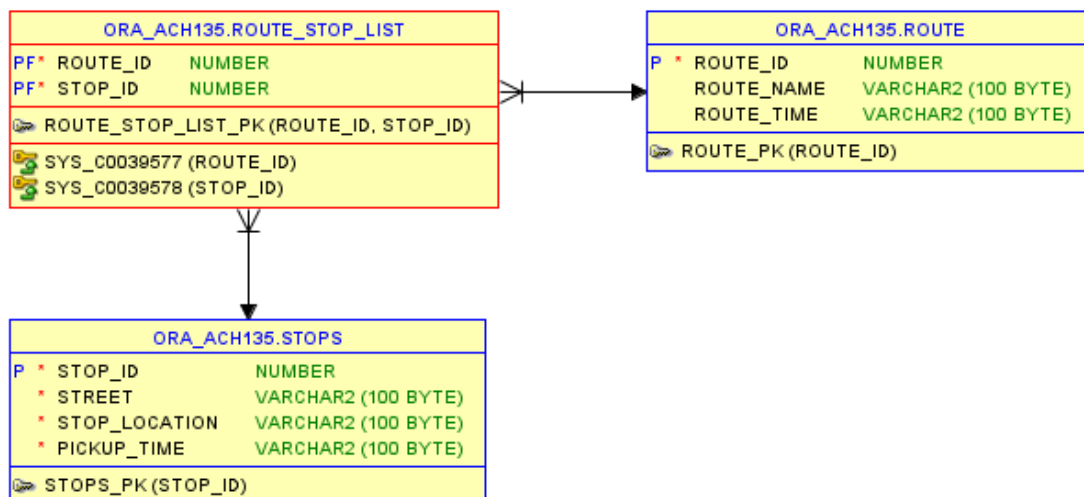 ORA_ACH135.ROUTE_STOP_LIST
PF* ROUTE_ID NUMBER
PF* STOP_ID NUMBER
ROUTE_STOP_LIST_PK (ROUTE_ID, STOP_ID)
SYS_C0039577 (ROUTE_ID)
SYS_C0039578 (STOP_ID)
ORA_ACH135.ROUTE
P * ROUTE_ID NUMBER
ROUTE_NAME VARCHAR2 (100 BYTE)
ROUTE_TIME VARCHAR2 (100 BYTE)
ROUTE_PK (ROUTE_ID)
ORA_ACH135.STOPS
P * STOP_ID NUMBER
* STREET VARCHAR2 (100 BYTE)
* STOP_LOCATION VARCHAR2 (100 BYTE)
* PICKUP_TIME VARCHAR2 (100 BYTE)
STOPS_PK (STOP_ID)